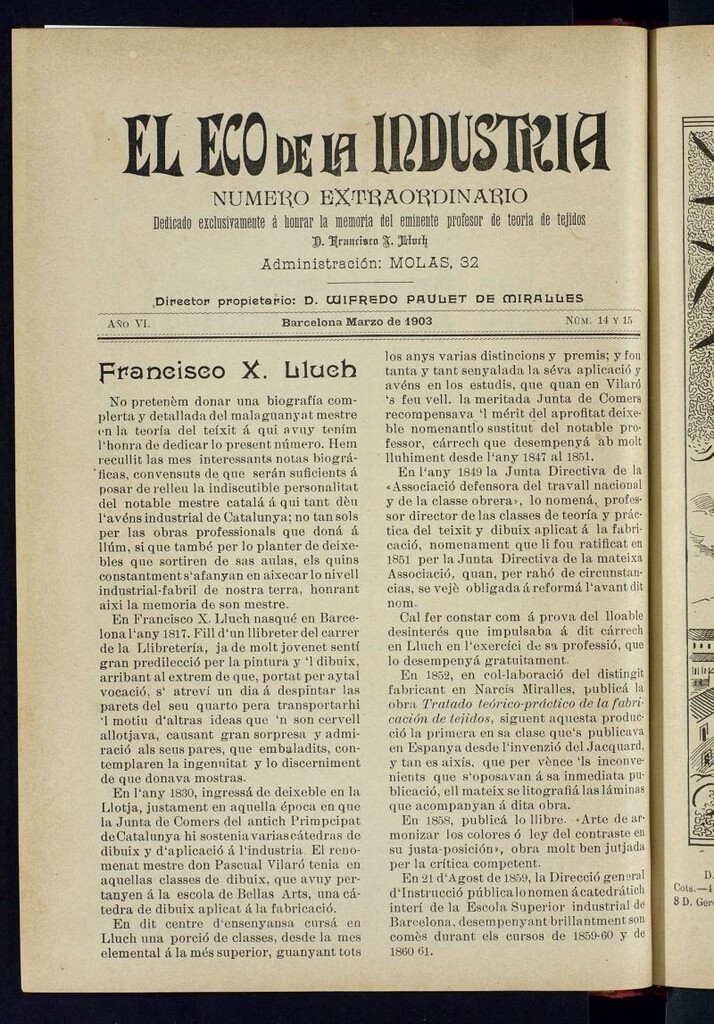 EL ECO DE LA INDUSTRIA
NUMERO EXTRAORDINARIO
Dedicado exclusivamente á honrar la memoria del eminente profesor de teoria de tejidos
D. Francisco X. Lluch
Administración: MOLAS, 32
Director propietario: D. WIFREDO PAULET DE MIRALLES
AÑO VI.
Barcelona Marzo de 1903
NÚM. 14 Y 15
Francisco X. Lluch
No pretenèm donar una biografía com-
plerta y detallada del malaguanyat mestre
en la teoría del teixit á qui avuy tením
l'honra de dedicar lo present número. Hem
recullit las mes interessants notas biográ-
ficas, convensuts de que serán suficients á
posar de relleu la indiscutible personalitat
del notable mestre catalá á qui tant dèu
l'avéns industrial de Catalunya; no tan sols
per las obras professionals que doná á
llúm, si que també per lo planter de deixe-
bles que sortiren de sas aulas, els quins
constantment s'afanyan en aixecar lo nivell
industrial-fabril de nostra terra, honrant
aixi la memoria de son mestre.
En Francisco X. Lluch nasqué en Barce-
lona l'any 1817. Fill d'un llibreter del carrer
de la Llibretería, ja de molt jovenet sentí
gran predilecció per la pintura y 'l dibuix,
arribant al extrem de que, portat per aytal
vocació, s' atreví un dia á despintar las
parets del seu quarto pera transportarhi
'l motiu d'altras ideas que 'n son cervell
allotjava, causant gran sorpresa y admi-
ració als seus pares, que embaladits, con-
templaren la ingenuitat y lo discerniment
de que donava mostras.
En l'any 1830, ingressá de deixeble en la
Llotja, justament en aquella época en que
la Junta de Comers del antich Primpcipat
de Catalunya hi sostenia varias cátedras de
dibuix y d'aplicació á l'industria. El reno-
menat mestre don Pascual Vilaró tenia en
aquellas classes de dibuix, que avuy per-
tanyen á la escola de Bellas Arts, una cá-
tedra de dibuix aplicat á la fabricación.
En dit centre d'ensenyansa cursá en
Lluch una porció de classes, desde la mes
elemental á la més superior, guanyant tots
los anys varias distincions y premis; y fou
tanta y tant senyalada la séva aplicació y
avéns en los estudis, que quan en Vilaró
's feu vell. la meritada Junta de Comers
recompensava 'l mérit del aprofitat deixe-
ble nomenantlo sustitut del notable pro-
fessor, cárrech que desempenyá ab molt
lluhiment desde l'any 1847 al 1851.
En l'any 1849 la Junta Directiva de la
«Associació defensora del travall nacional
y de la classe obrera», lo nomená, profes-
sor director de las classes de teoría y prác-
tica del teixit y dibuix aplicat á la fabri-
cació, nomenament que li fou ratificat en
1851 per la Junta Directiva de la mateixa
Associació, quan, per rahó de circunstan-
cias, se vejè obligada á reformá l'avant dit
nom.
Cal fer constar com á prova del lloable
desinterés que impulsaba á dit cárrech
en Lluch en l'exercíci de sa professió, que
lo desempenyá gratuitament.
En 1852, en col-laboració del distingit
fabricant en Narcís Miralles, publicá la
obra Tratado teórico-práctico de la fabri-
cación de tejidos, siguent aquesta produc-
ció la primera en sa clase que's publicava
en Espanya desde l'invenzió del Jacquard,
y tan es aixís, que per vènce 'ls inconve-
nients que s'oposavan á sa inmediata pu-
blicació, ell mateix se litografiá las láminas
que acompanyan á dita obra.
En 1858, publicá lo llibre. «Arte de ar-
monizar los colores ó ley del contraste en
su justa-posición», obra molt ben jutjada
per la crítica competent.
En 21 d'Agost de 1859, la Direcció general
d'Instrucció pública lo nomen á catedrátich
interí de la Escola Superior industrial de
Barcelona, desempenyant brillantment son
comès durant els cursos de 1859-60 y de
1860 61.
D.
Cots.—4
8 D. Ger